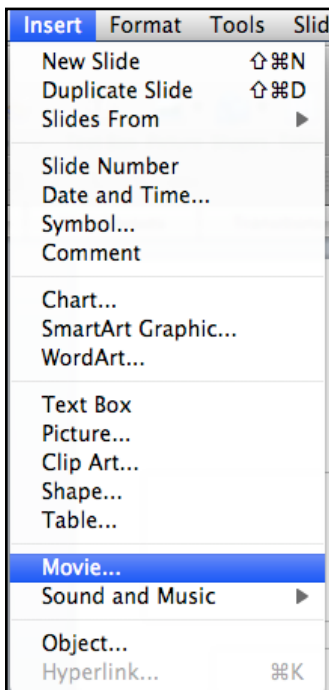 Insert Format Tools Slid
New Slide ⇧⌘N
Duplicate Slide ⇧⌘D
Slides From ▶
Slide Number
Date and Time...
Symbol...
Comment
Chart...
SmartArt Graphic...
WordArt...
Text Box
Picture...
Clip Art...
Shape...
Table...
Movie...
Sound and Music ▶
Object...
Hyperlink... ⌘K